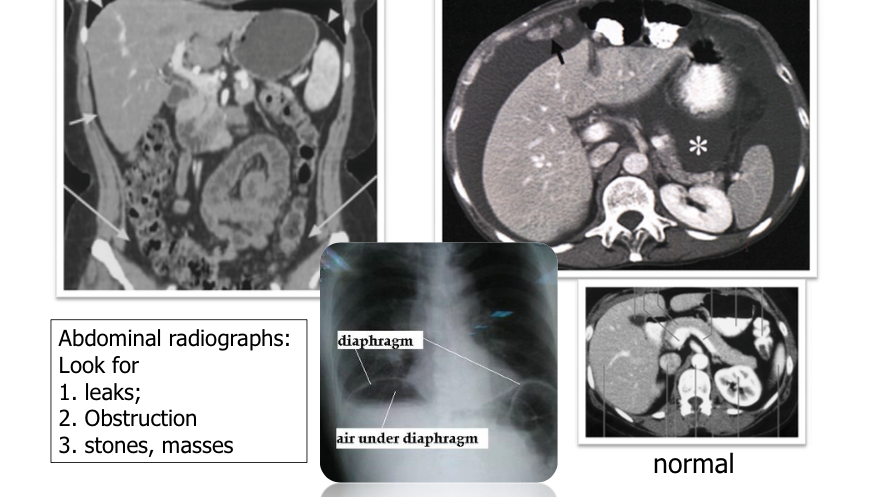 *
Abdominal radiographs:
Look for
1. leaks;
2. Obstruction
3. stones, masses
diaphragm
air under diaphragm
normal